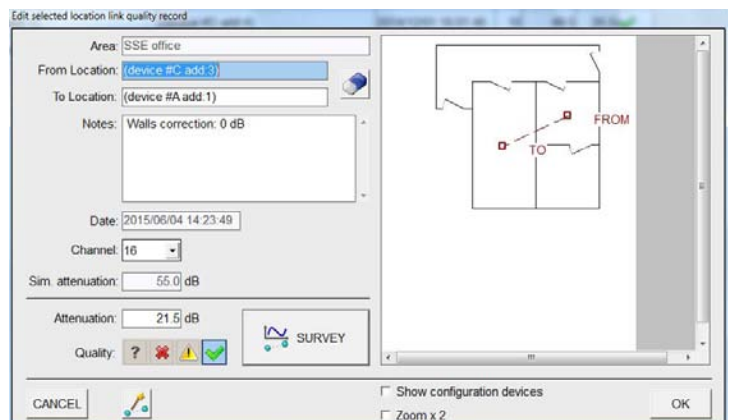 Edit selected location link quality record
Area: SSE office
From Location: (device #C add:3)
To Location: (device #A add:1)
Notes: Walls correction: 0 dB
Date: 2015/06/04 14:23:49
Channel: 16
Sim. attenuation: 55.0 dB
Attenuation: 21.5 dB
Quality: ?
SURVEY
FROM
TO
Show configuration devices
Zoom x 2
CANCEL
OK